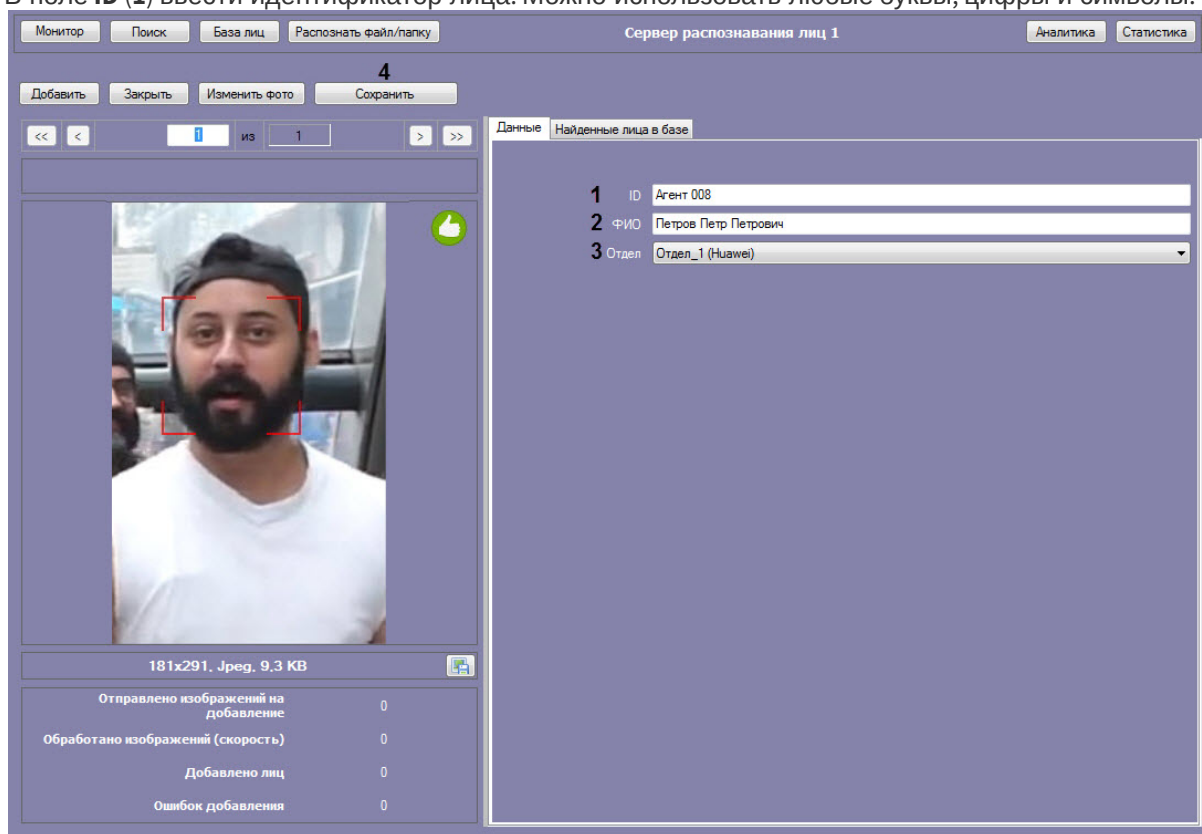 В поле ID (1) ввести идентификатор лица. Можно использовать любые буквы, цифры и символы.
Монитор Поиск База лиц Распознать файл/папку Сервер распознавания лиц 1 Аналитика Статистика
4
Добавить Закрыть Изменить фото Сохранить
<< < 1 из 1 > >>
Данные Найденные лица в базе
1 ID Агент 008
2 ФИО Петров Петр Петрович
3 Отдел Отдел_1 (Huawei)
181x291, Jpeg, 9,3 KB
Отправлено изображений на
добавление 0
Обработано изображений (скорость) 0
Добавлено лиц 0
Ошибок добавления 0